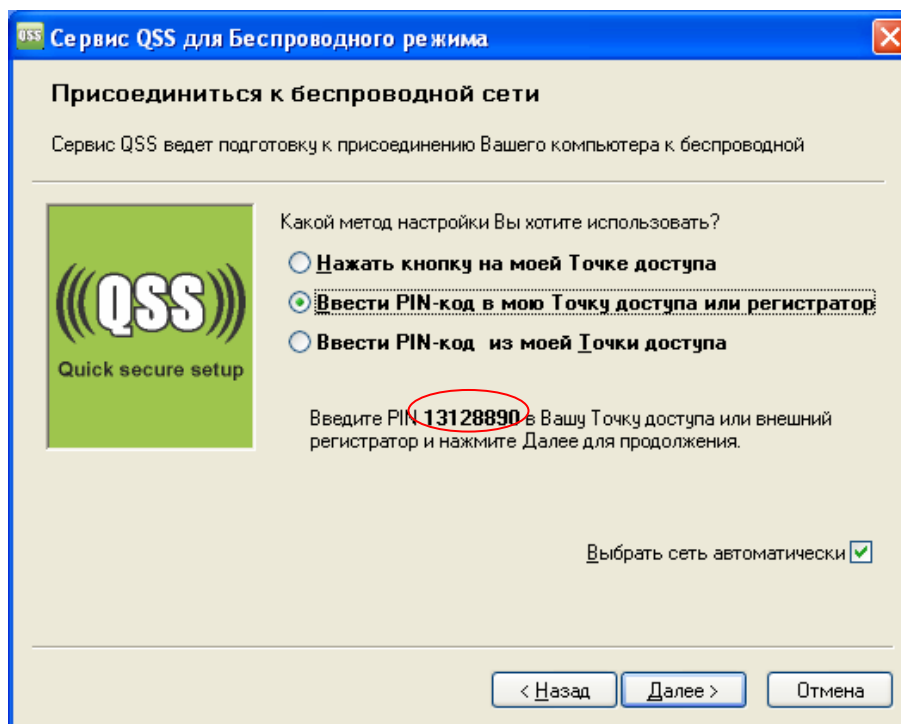 QSS Сервис QSS для Беспроводного режима
Присоединиться к беспроводной сети
Сервис QSS ведет подготовку к присоединению Вашего компьютера к беспроводной
Какой метод настройки Вы хотите использовать?
Нажать кнопку на моей Точке доступа
Ввести PIN-код в мою Точку доступа или регистратор
Ввести PIN-код из моей Точки доступа
QSS
Quick secure setup
Введите PIN 13128890 в Вашу Точку доступа или внешний
регистратор и нажмите Далее для продолжения.
Выбрать сеть автоматически
< Назад Далее > Отмена